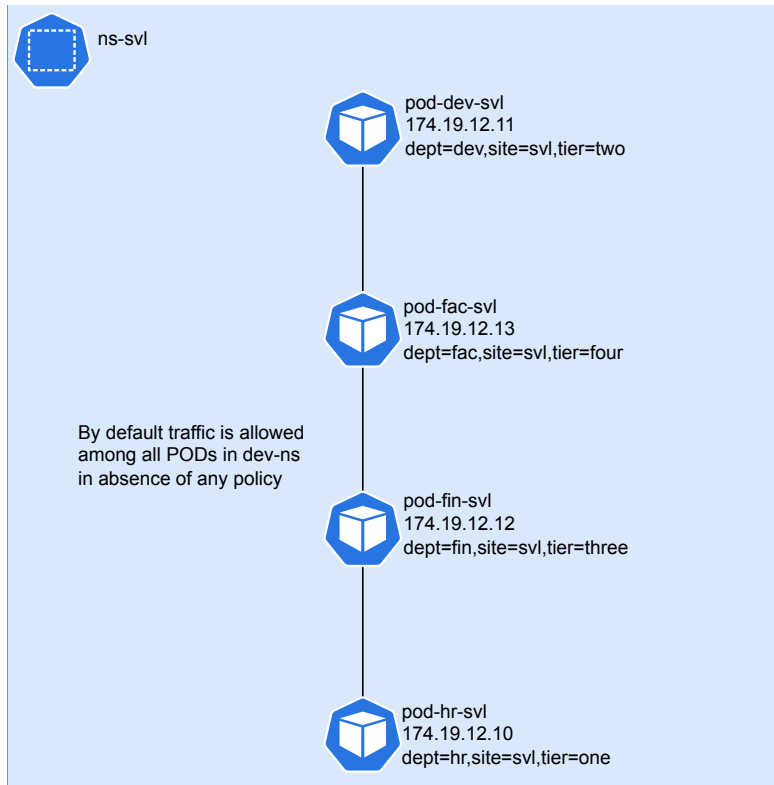 ns-svl
pod-dev-svl
174.19.12.11
dept=dev,site=svl,tier=two
pod-fac-svl
174.19.12.13
dept=fac,site=svl,tier=four
By default traffic is allowed
among all PODs in dev-ns
in absence of any policy
pod-fin-svl
174.19.12.12
dept=fin,site=svl,tier=three
pod-hr-svl
174.19.12.10
dept=hr,site=svl,tier=one